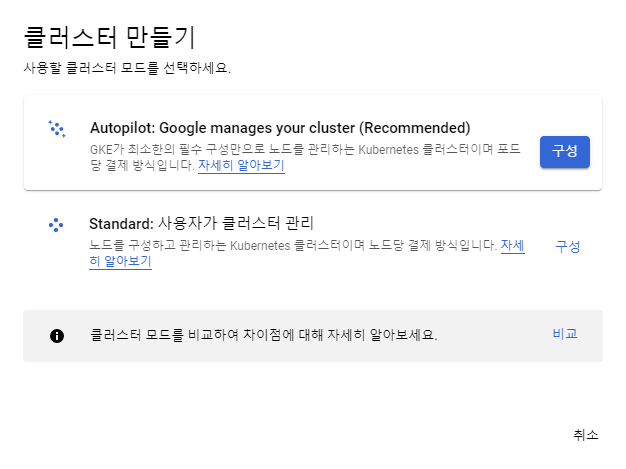 클러스터 만들기
사용할 클러스터 모드를 선택하세요.
Autopilot: Google manages your cluster (Recommended)
GKE가 최소한의 필수 구성만으로 노드를 관리하는 Kubernetes 클러스터이며 포드
당 결제 방식입니다. 자세히 알아보기
구성
Standard: 사용자가 클러스터 관리
노드를 구성하고 관리하는 Kubernetes 클러스터이며 노드당 결제 방식입니다. 자세
히 알아보기
구성
클러스터 모드를 비교하여 차이점에 대해 자세히 알아보세요.
비교
취소